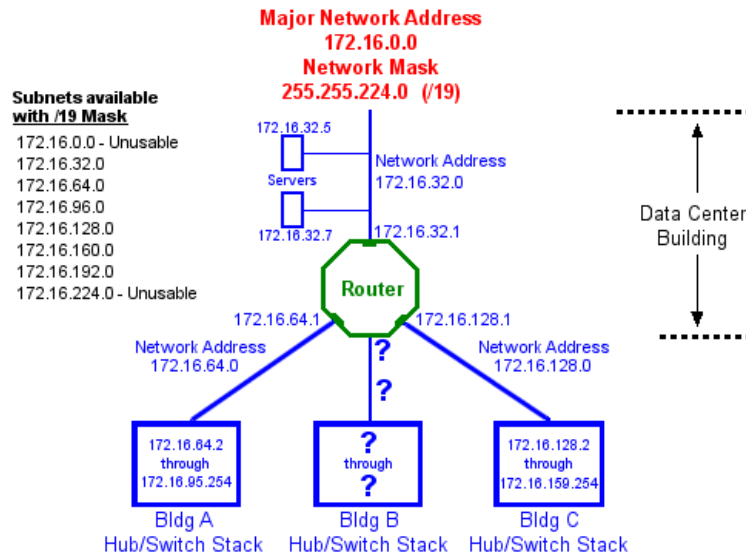 Major Network Address
172.16.0.0
Network Mask
255.255.224.0 (/19)
Subnets available
with /19 Mask
172.16.0.0 - Unusable
172.16.32.0
172.16.64.0
172.16.96.0
172.16.128.0
172.16.160.0
172.16.192.0
172.16.224.0 - Unusable
172.16.32.5
Servers
172.16.32.7
Network Address
172.16.32.0
172.16.32.1
Data Center
Building
Router
172.16.64.1
172.16.128.1
Network Address
172.16.64.0
?
?
Network Address
172.16.128.0
172.16.64.2
through
172.16.95.254
?
through
?
172.16.128.2
through
172.16.159.254
Bldg A
Hub/Switch Stack
Bldg B
Hub/Switch Stack
Bldg C
Hub/Switch Stack